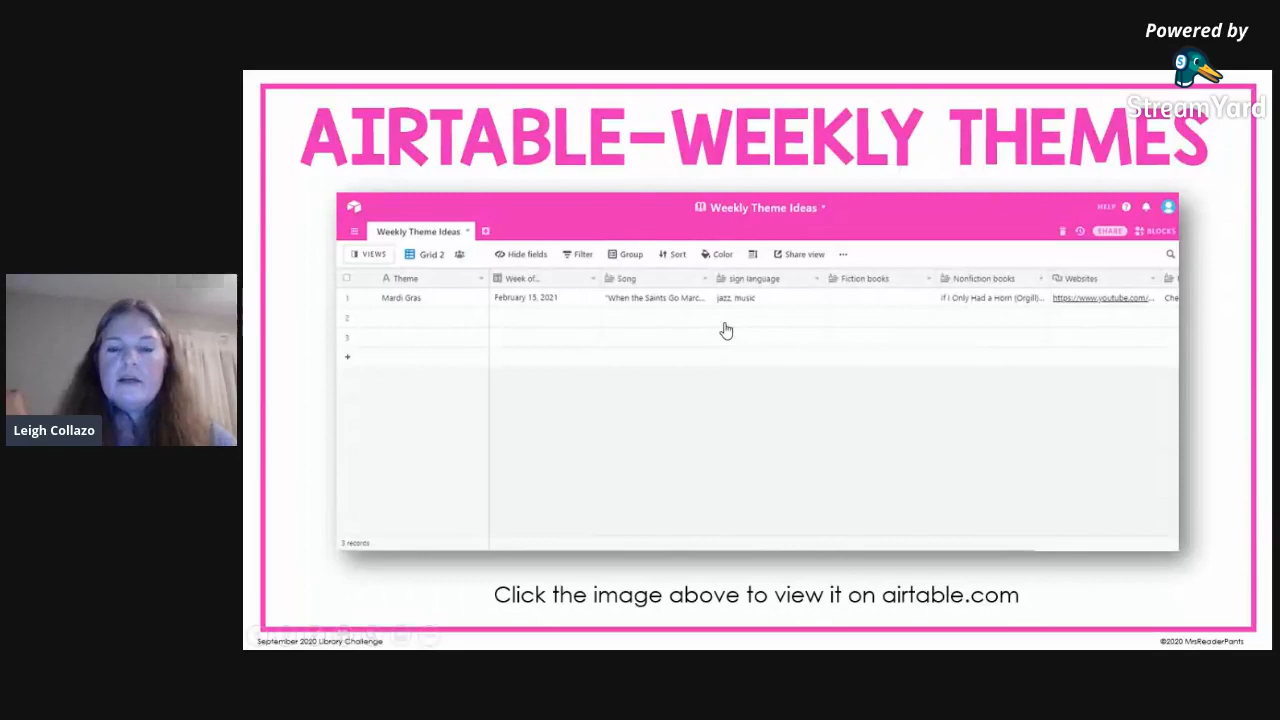 Powered by
StreamYard
AIRTABLE-WEEKLY THEMES
Weekly Theme Ideas
HELP
Weekly Theme Ideas
SHARE BLOCKS
VIEWS Grid 2 Hide fields Filter Group Sort Color Share view ...
Theme Week of... Song sign language Fiction books Nonfiction books Websites
1 Mardi Gras February 15, 2021 "When the Saints Go Marc... jazz, music If I Only Had a Horn (Orgill)... https://www.youtube.com/... Che
2
3
+
3 records
Leigh Collazo
Click the image above to view it on airtable.com
September 2020 Library Challenge ©2020 MrsReaderPants